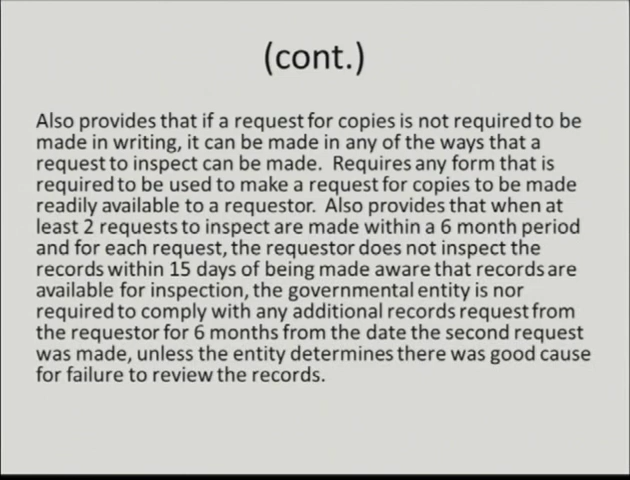 (cont.)
Also provides that if a request for copies is not required to be
made in writing, it can be made in any of the ways that a
request to inspect can be made.  Requires any form that is
required to be used to make a request for copies to be made
readily available to a requestor.  Also provides that when at
least 2 requests to inspect are made within a 6 month period
and for each request, the requestor does not inspect the
records within 15 days of being made aware that records are
available for inspection, the governmental entity is nor
required to comply with any additional records request from
the requestor for 6 months from the date the second request
was made, unless the entity determines there was good cause
for failure to review the records.